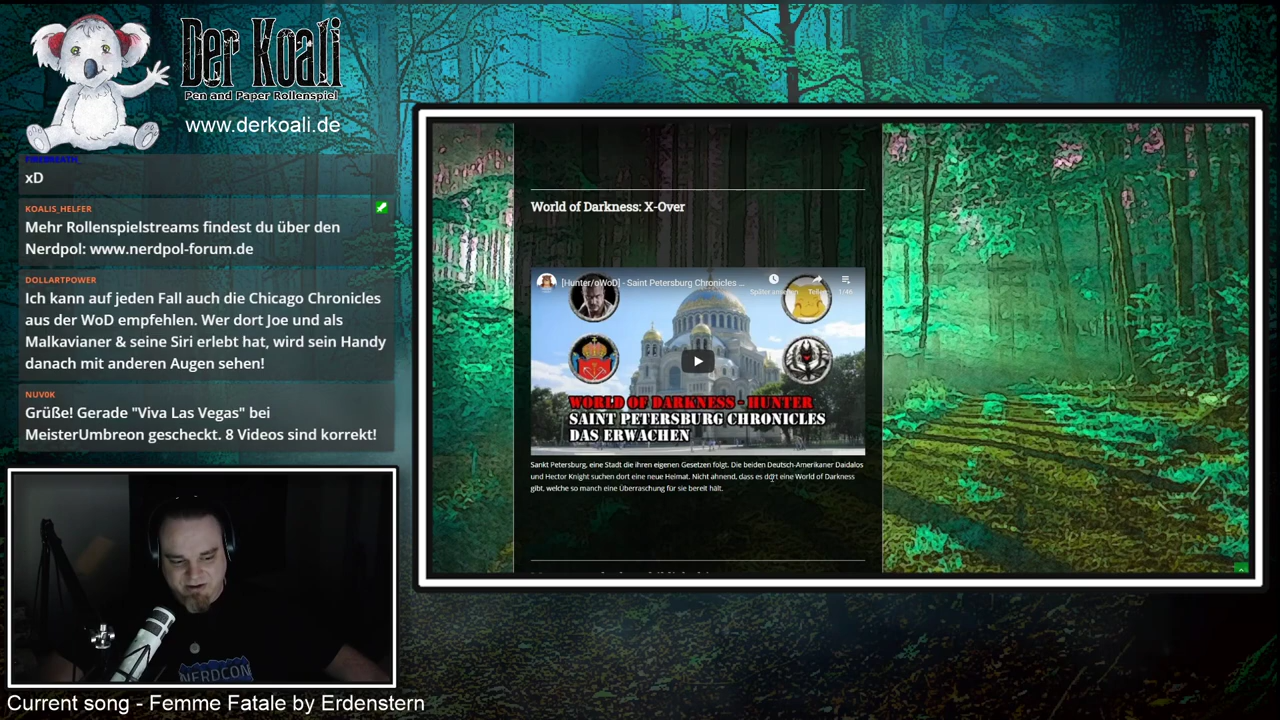 Der Koali
Pen and Paper Rollenspiel
www.derkoali.de
FIREBREATH_
xD
KOALIS_HELFER
Mehr Rollenspielstreams findest du über den
Nerdpol: www.nerdpol-forum.de
DOLLARTPOWER
Ich kann auf jeden Fall auch die Chicago Chronicles
aus der WoD empfehlen. Wer dort Joe und als
Malkavianer & seine Siri erlebt hat, wird sein Handy
danach mit anderen Augen sehen!
NUV0K
Grüße! Gerade "Viva Las Vegas" bei
MeisterUmbreon gescheckt. 8 Videos sind korrekt!
World of Darkness: X-Over
[Hunter/oWoD] - Saint Petersburg Chronicles ...
Später ansehen Teilen
WORLD OF DARKNESS - HUNTER
SAINT PETERSBURG CHRONICLES
DAS ERWACHEN
Sankt Petersburg, eine Stadt die ihren eigenen Gesetzen folgt. Die beiden Deutsch-Amerikaner Daidalos
und Hector Knight suchen dort eine neue Heimat. Nicht ahnend, dass es dort eine World of Darkness
gibt, welche so manch eine Überraschung für sie bereit hält.
NERDCON
Current song - Femme Fatale by Erdenstern